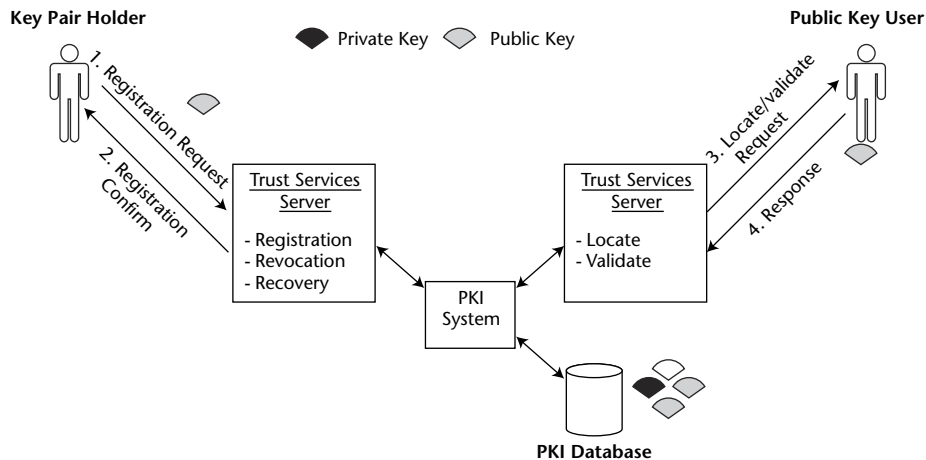 Key Pair Holder
Public Key User
Private Key
Public Key
1. Registration Request
2. Registration
Confirm
Trust Services
Server
- Registration
- Revocation
- Recovery
Trust Services
Server
- Locate
- Validate
3. Locate/validate
Request
4. Response
PKI
System
PKI Database